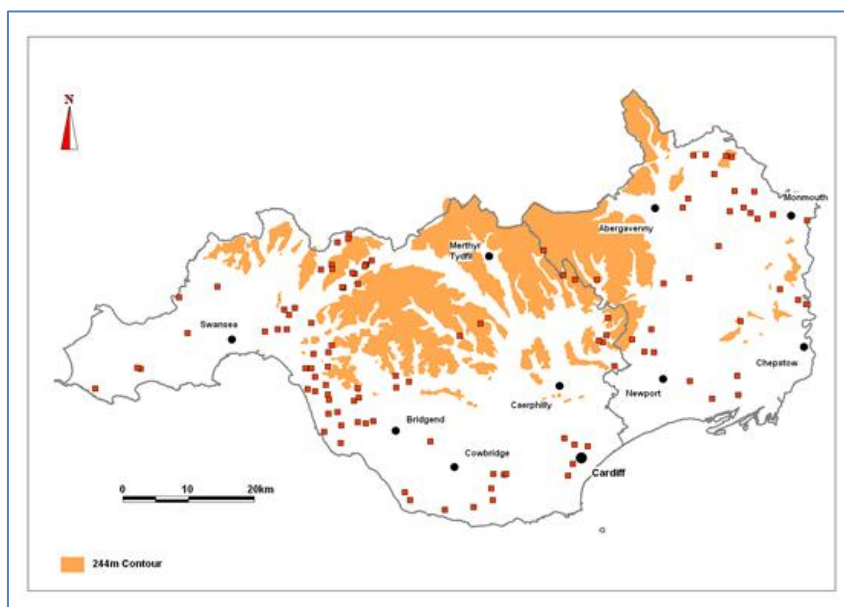 N
Monmouth
Abergavenny
Merthyr
Tydfil
Swansea
Chepstow
Newport
Caerphilly
Bridgend
Cowbridge
Cardiff
0 10 20km
244m Contour